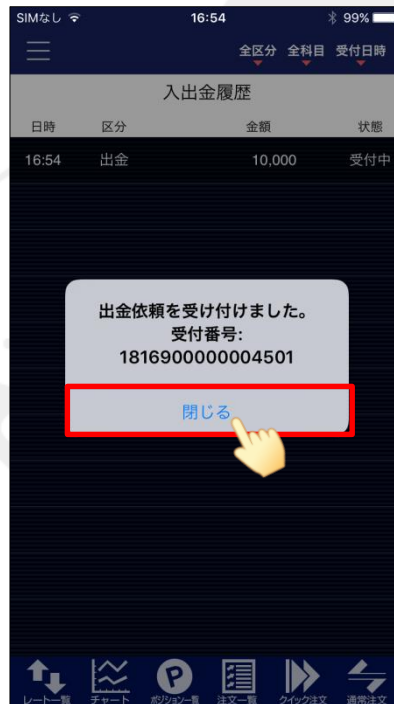 SIMなし 16:54 99%
全区分 全科目 受付日時
入出金履歴
日時 区分 金額 状態
16:54 出金 10,000 受付中
出金依頼を受け付けました。
受付番号:
1816900000004501
閉じる
レート一覧 チャート ポジション一覧 注文一覧 クイック注文 通常注文